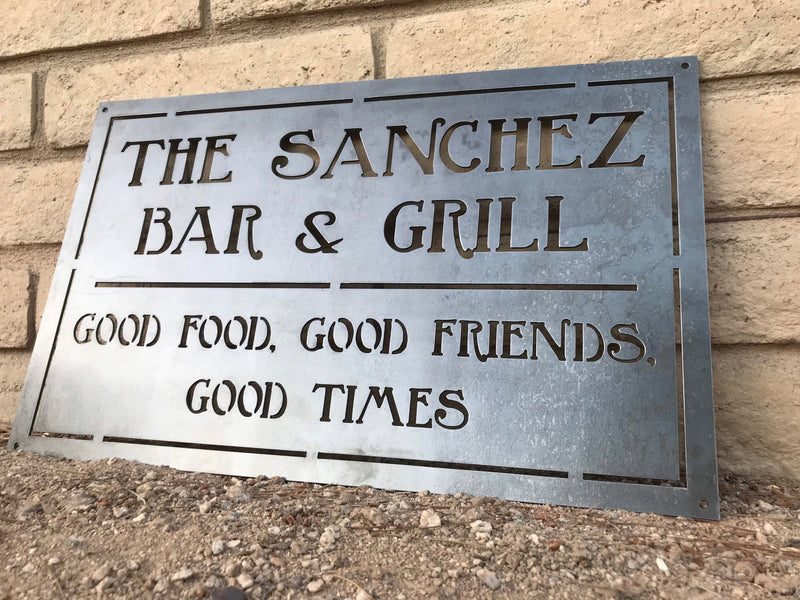 THE SANCHEZ
BAR & GRILL
GOOD FOOD, GOOD FRIENDS,
GOOD TIMES